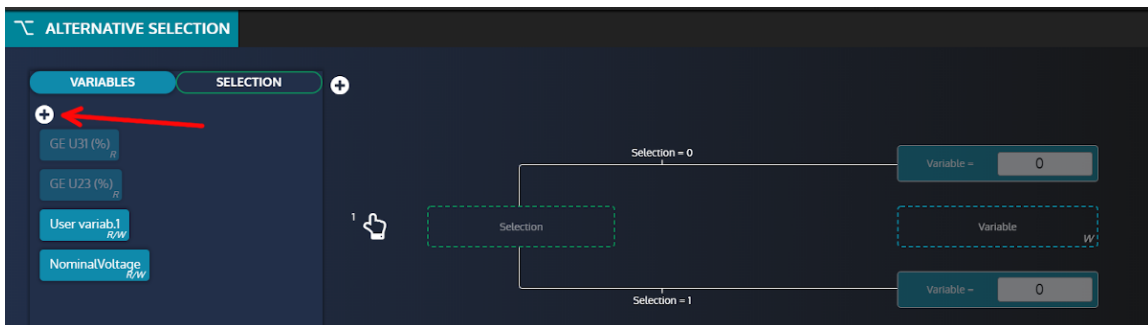 ALTERNATIVE SELECTION
VARIABLES
SELECTION
GE U31 (%)
R
GE U23 (%)
R
User variab.1
R/W
NominalVoltage
R/W
1
Selection = 0
Variable =
0
Selection
Variable
W
Variable =
0
Selection = 1